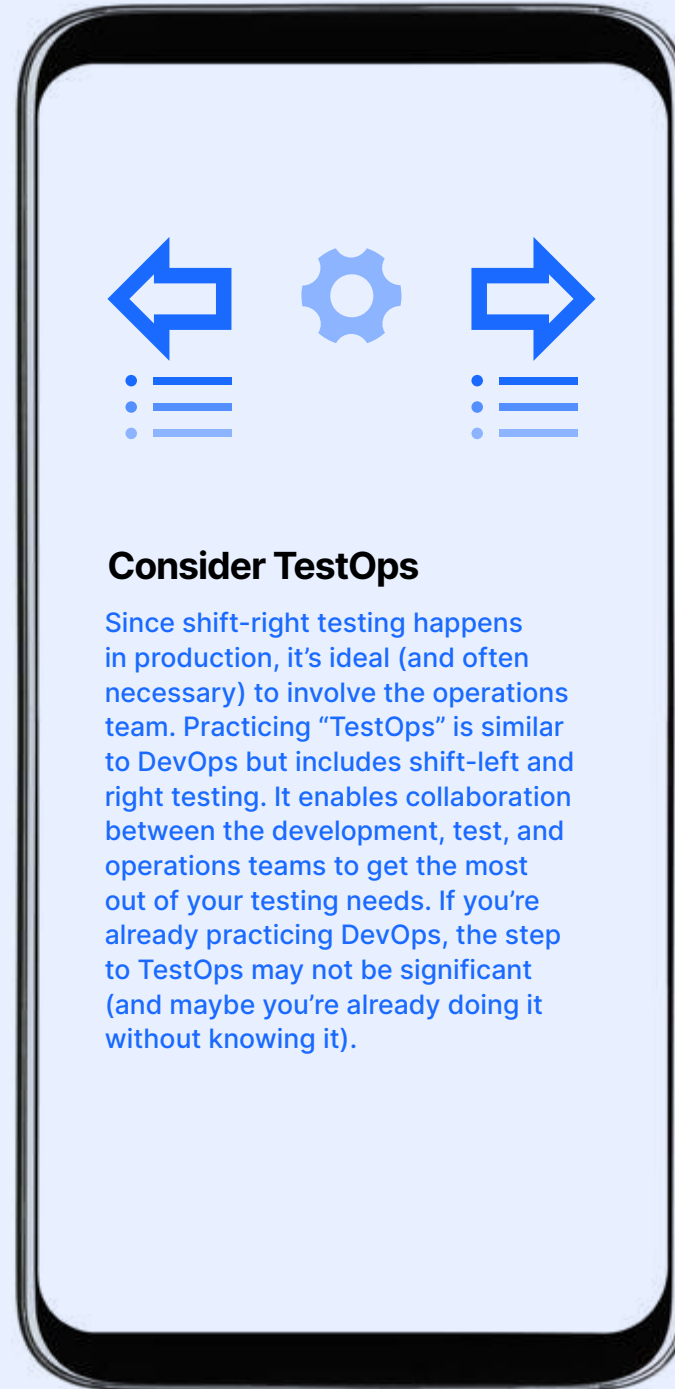 Consider TestOps
Since shift-right testing happens
in production, it’s ideal (and often
necessary) to involve the operations
team. Practicing “TestOps” is similar
to DevOps but includes shift-left and
right testing. It enables collaboration
between the development, test, and
operations teams to get the most
out of your testing needs. If you’re
already practicing DevOps, the step
to TestOps may not be significant
(and maybe you’re already doing it
without knowing it).